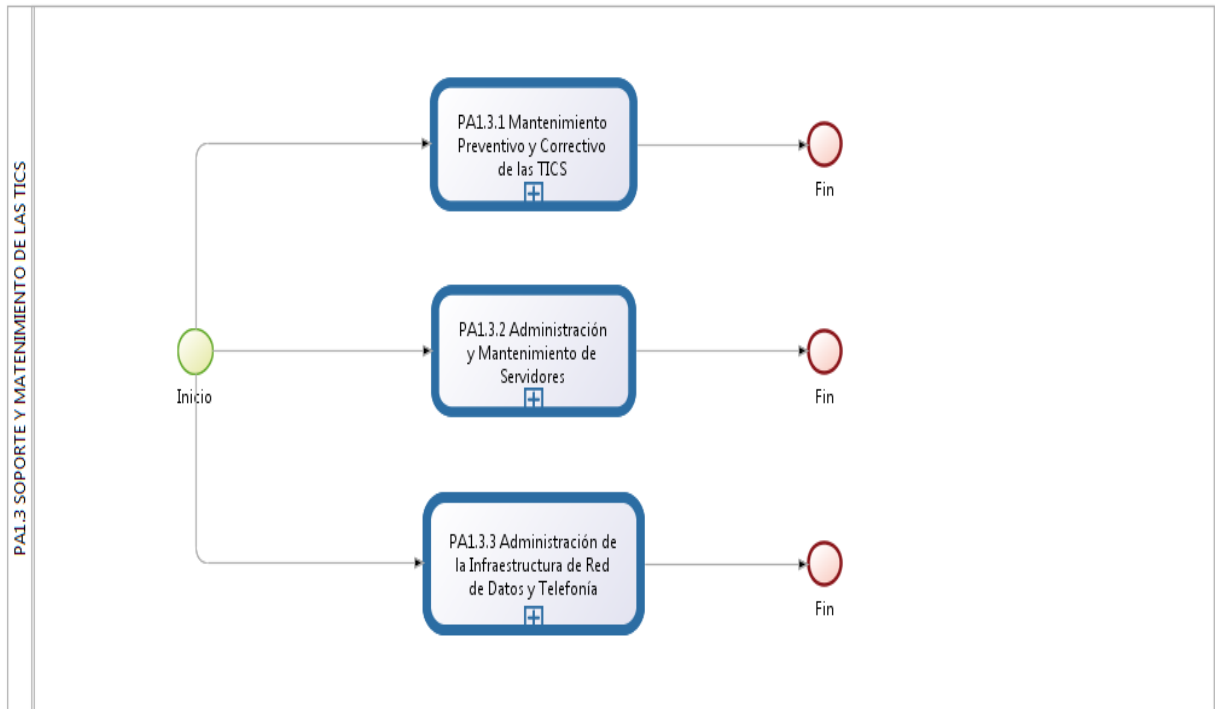 PA1.3 SOPORTE Y MATENIMIENTO DE LAS TICS
PA1.3.1 Mantenimiento
Preventivo y Correctivo
de las TICS
Fin
Inicio
PA1.3.2 Administración
y Mantenimiento de
Servidores
Fin
PA1.3.3 Administración de
la Infraestructura de Red
de Datos y Telefonía
Fin